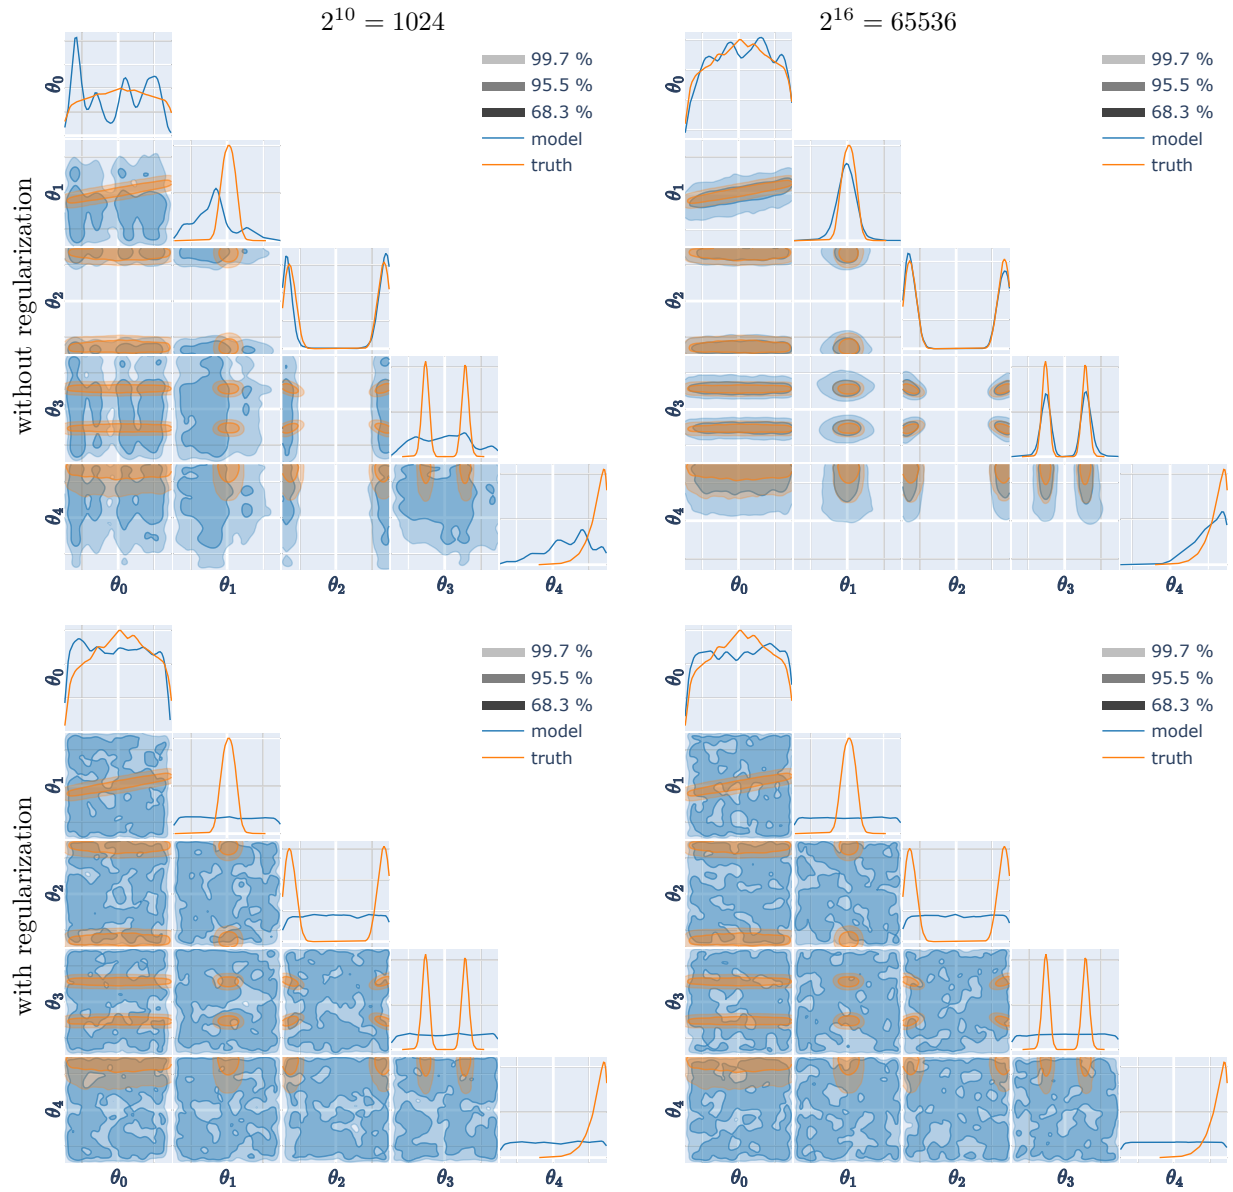 2^10 = 1024
2^16 = 65536
without regularization
θ0
99.7 %
95.5 %
68.3 %
model
truth
θ1
θ2
θ3
θ4
θ0 θ1 θ2 θ3 θ4
θ0
99.7 %
95.5 %
68.3 %
model
truth
θ1
θ2
θ3
θ4
θ0 θ1 θ2 θ3 θ4
with regularization
θ0
99.7 %
95.5 %
68.3 %
model
truth
θ1
θ2
θ3
θ4
θ0 θ1 θ2 θ3 θ4
θ0
99.7 %
95.5 %
68.3 %
model
truth
θ1
θ2
θ3
θ4
θ0 θ1 θ2 θ3 θ4